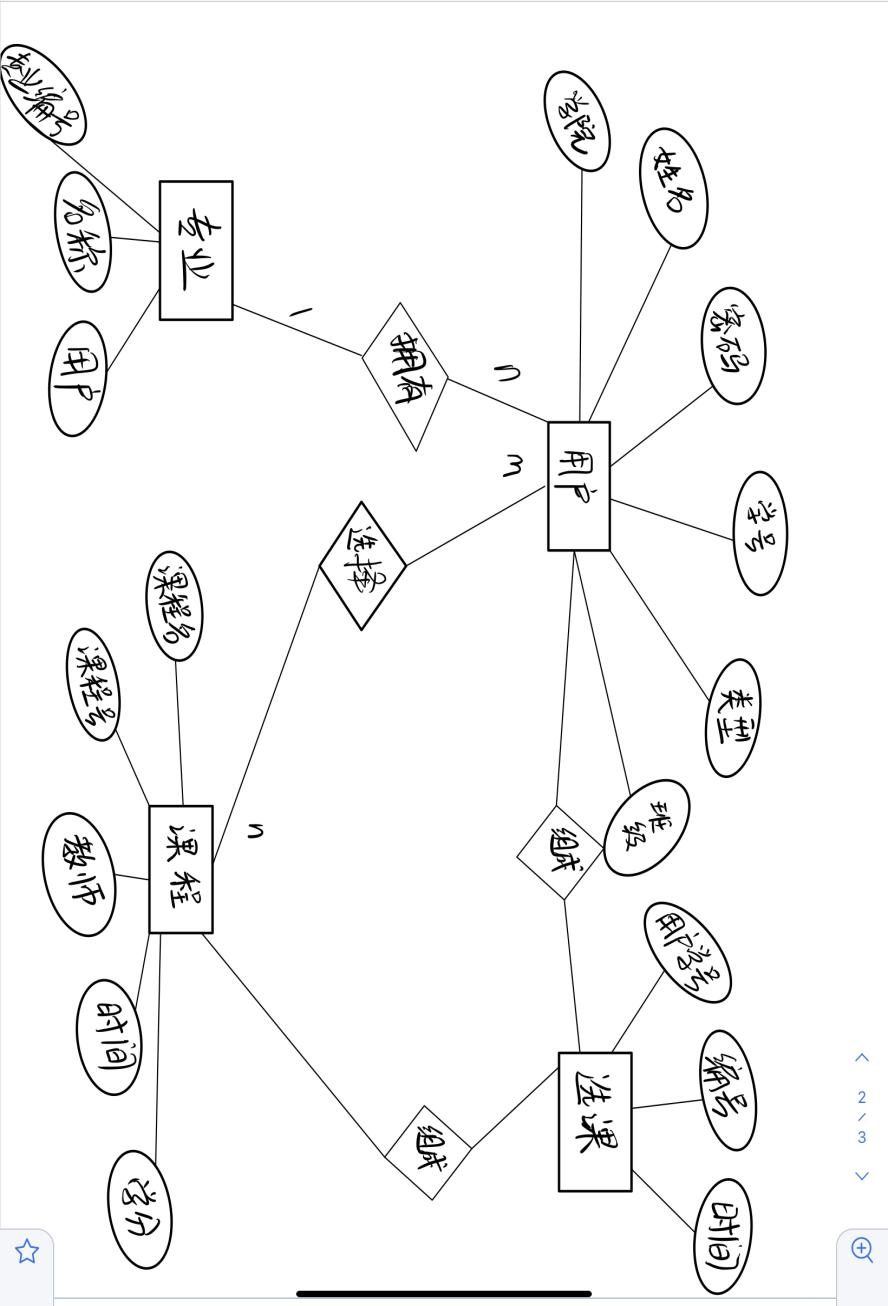 学院
姓名
密码
学号
类型
班级
用户
拥有
n
1
专业
专业编号
名称
用户
m
选择
n
课程
课程名
课程号
教师
时间
学分
组成
组成
选课
用户学号
编号
时间
2
/
3